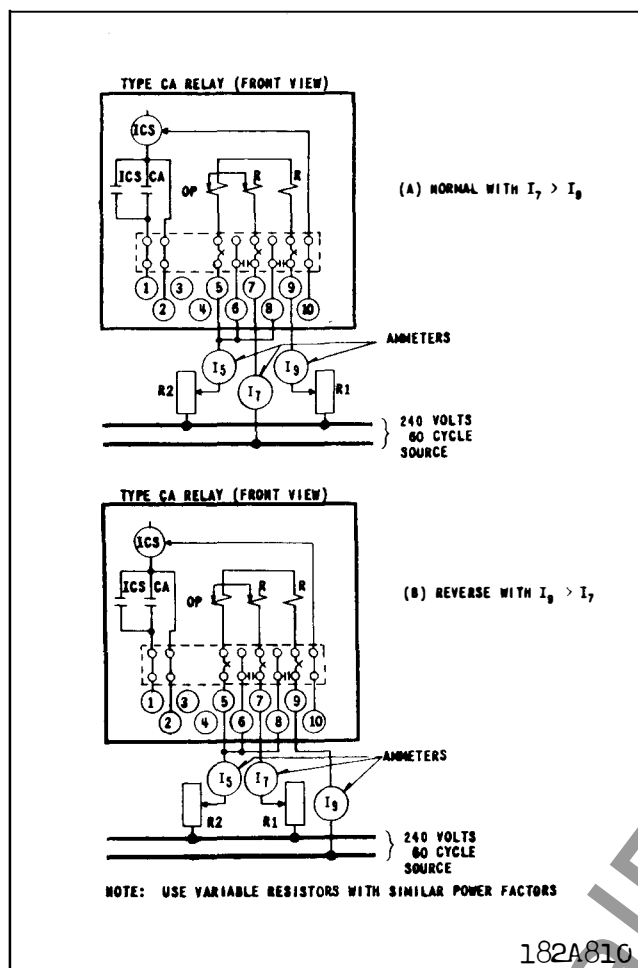 TYPE CA RELAY (FRONT VIEW)
ICS
ICS CA
OP R R
(A) NORMAL WITH I7 > I9
1 2 3 4 5 6 7 8 9 10
AMMETERS
I5 I7 I9
R2 R1
240 VOLTS
60 CYCLE
SOURCE
TYPE CA RELAY (FRONT VIEW)
ICS
ICS CA
OP R R
(B) REVERSE WITH I9 > I7
1 2 3 4 5 6 7 8 9 10
AMMETERS
I5 I7 I9
R2 R1
240 VOLTS
60 CYCLE
SOURCE
NOTE: USE VARIABLE RESISTORS WITH SIMILAR POWER FACTORS
182A810